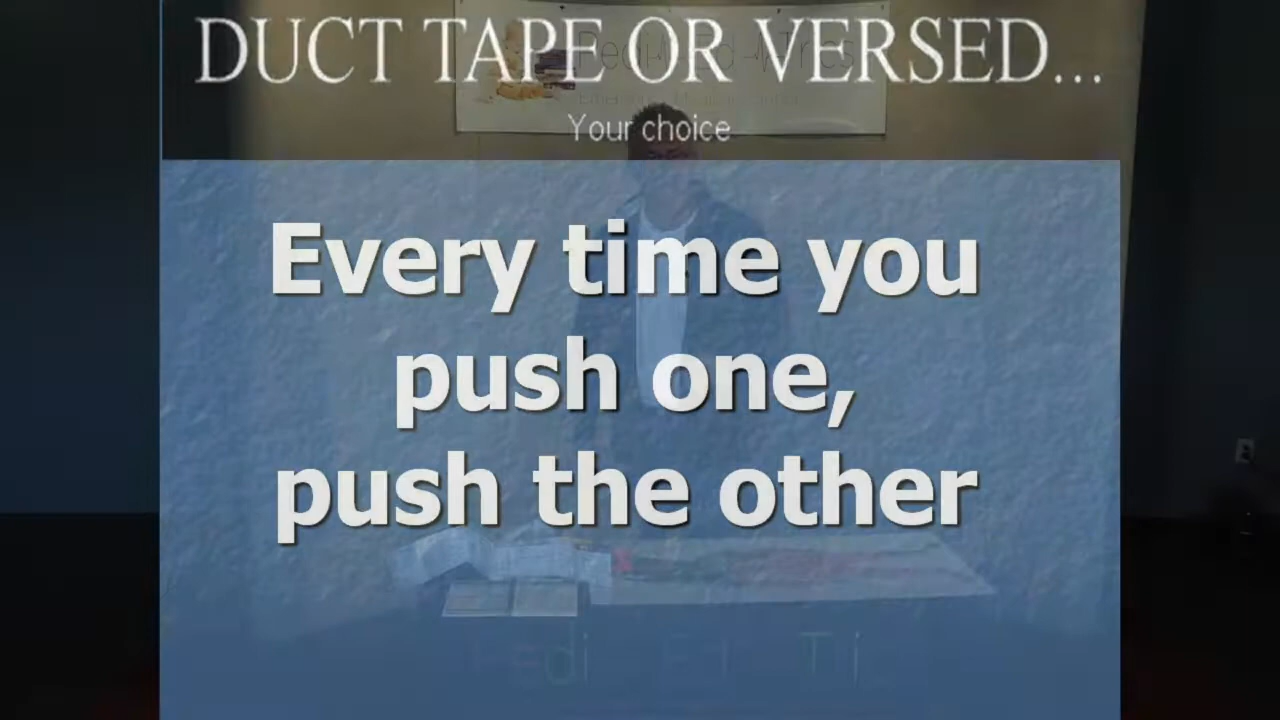 DUCT TAPE OR VERSED...
Your choice
Every time you
push one,
push the other